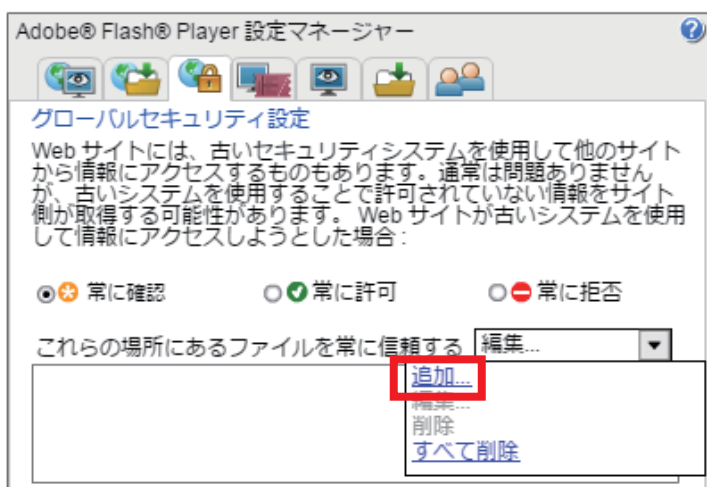 Adobe® Flash® Player 設定マネージャー
グローバルセキュリティ設定
Web サイトには、古いセキュリティシステムを使用して他のサイト
から情報にアクセスするものもあります。通常は問題ありません
が、古いシステムを使用することで許可されていない情報をサイト
側が取得する可能性があります。 Web サイトが古いシステムを使用
して情報にアクセスしようとした場合 :
常に確認 常に許可 常に拒否
これらの場所にあるファイルを常に信頼する 編集...
追加...
編集...
削除
すべて削除